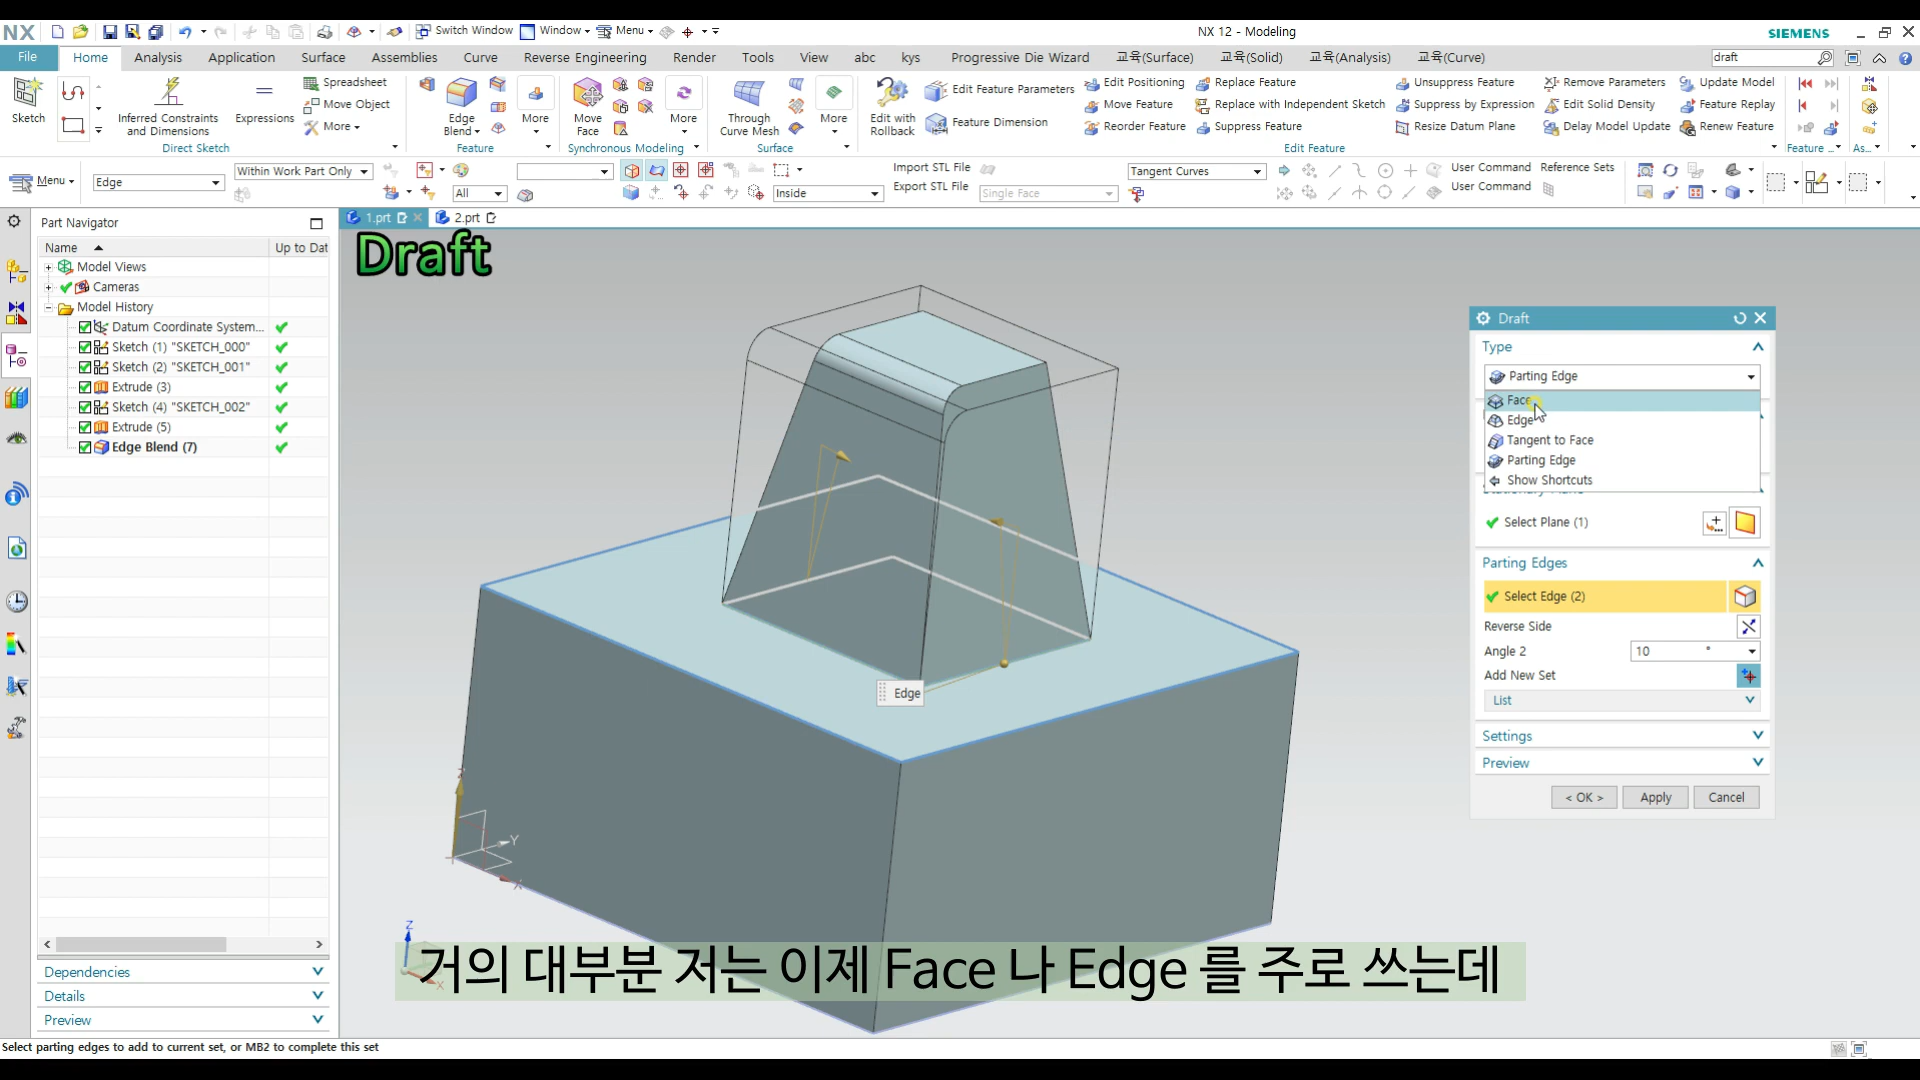 NX
Switch Window
Window
Menu
NX 12 - Modeling
SIEMENS
File
Home
Analysis
Application
Surface
Assemblies
Curve
Reverse Engineering
Render
Tools
View
abc
kys
Progressive Die Wizard
교육(Surface)
교육(Solid)
교육(Analysis)
교육(Curve)
draft
Sketch
Inferred Constraints and Dimensions
Expressions
Spreadsheet
Move Object
More
Direct Sketch
Edge Blend
More
Feature
Move Face
More
Synchronous Modeling
Through Curve Mesh
More
Surface
Edit with Rollback
Edit Feature Parameters
Feature Dimension
Edit Positioning
Move Feature
Reorder Feature
Replace Feature
Replace with Independent Sketch
Suppress Feature
Unsuppress Feature
Suppress by Expression
Resize Datum Plane
Remove Parameters
Edit Solid Density
Delay Model Update
Update Model
Feature Replay
Renew Feature
Edit Feature
Feature ...
As...
Menu
Edge
Within Work Part Only
All
Inside
Import STL File
Export STL File
Single Face
Tangent Curves
User Command
User Command
Reference Sets
Part Navigator
1.prt
2.prt
Name
Up to Dat
Model Views
Cameras
Model History
Datum Coordinate System...
Sketch (1) "SKETCH_000"
Sketch (2) "SKETCH_001"
Extrude (3)
Sketch (4) "SKETCH_002"
Extrude (5)
Edge Blend (7)
Dependencies
Details
Preview
Draft
Edge
Z
Y
X
Z
X
Draft
Type
Parting Edge
Face
Edge
Tangent to Face
Parting Edge
Show Shortcuts
Select Plane (1)
Parting Edges
Select Edge (2)
Reverse Side
Angle 2
10
°
Add New Set
List
Settings
Preview
< OK >
Apply
Cancel
거의 대부분 저는 이제 Face 나 Edge 를 주로 쓰는데
Select parting edges to add to current set, or MB2 to complete this set